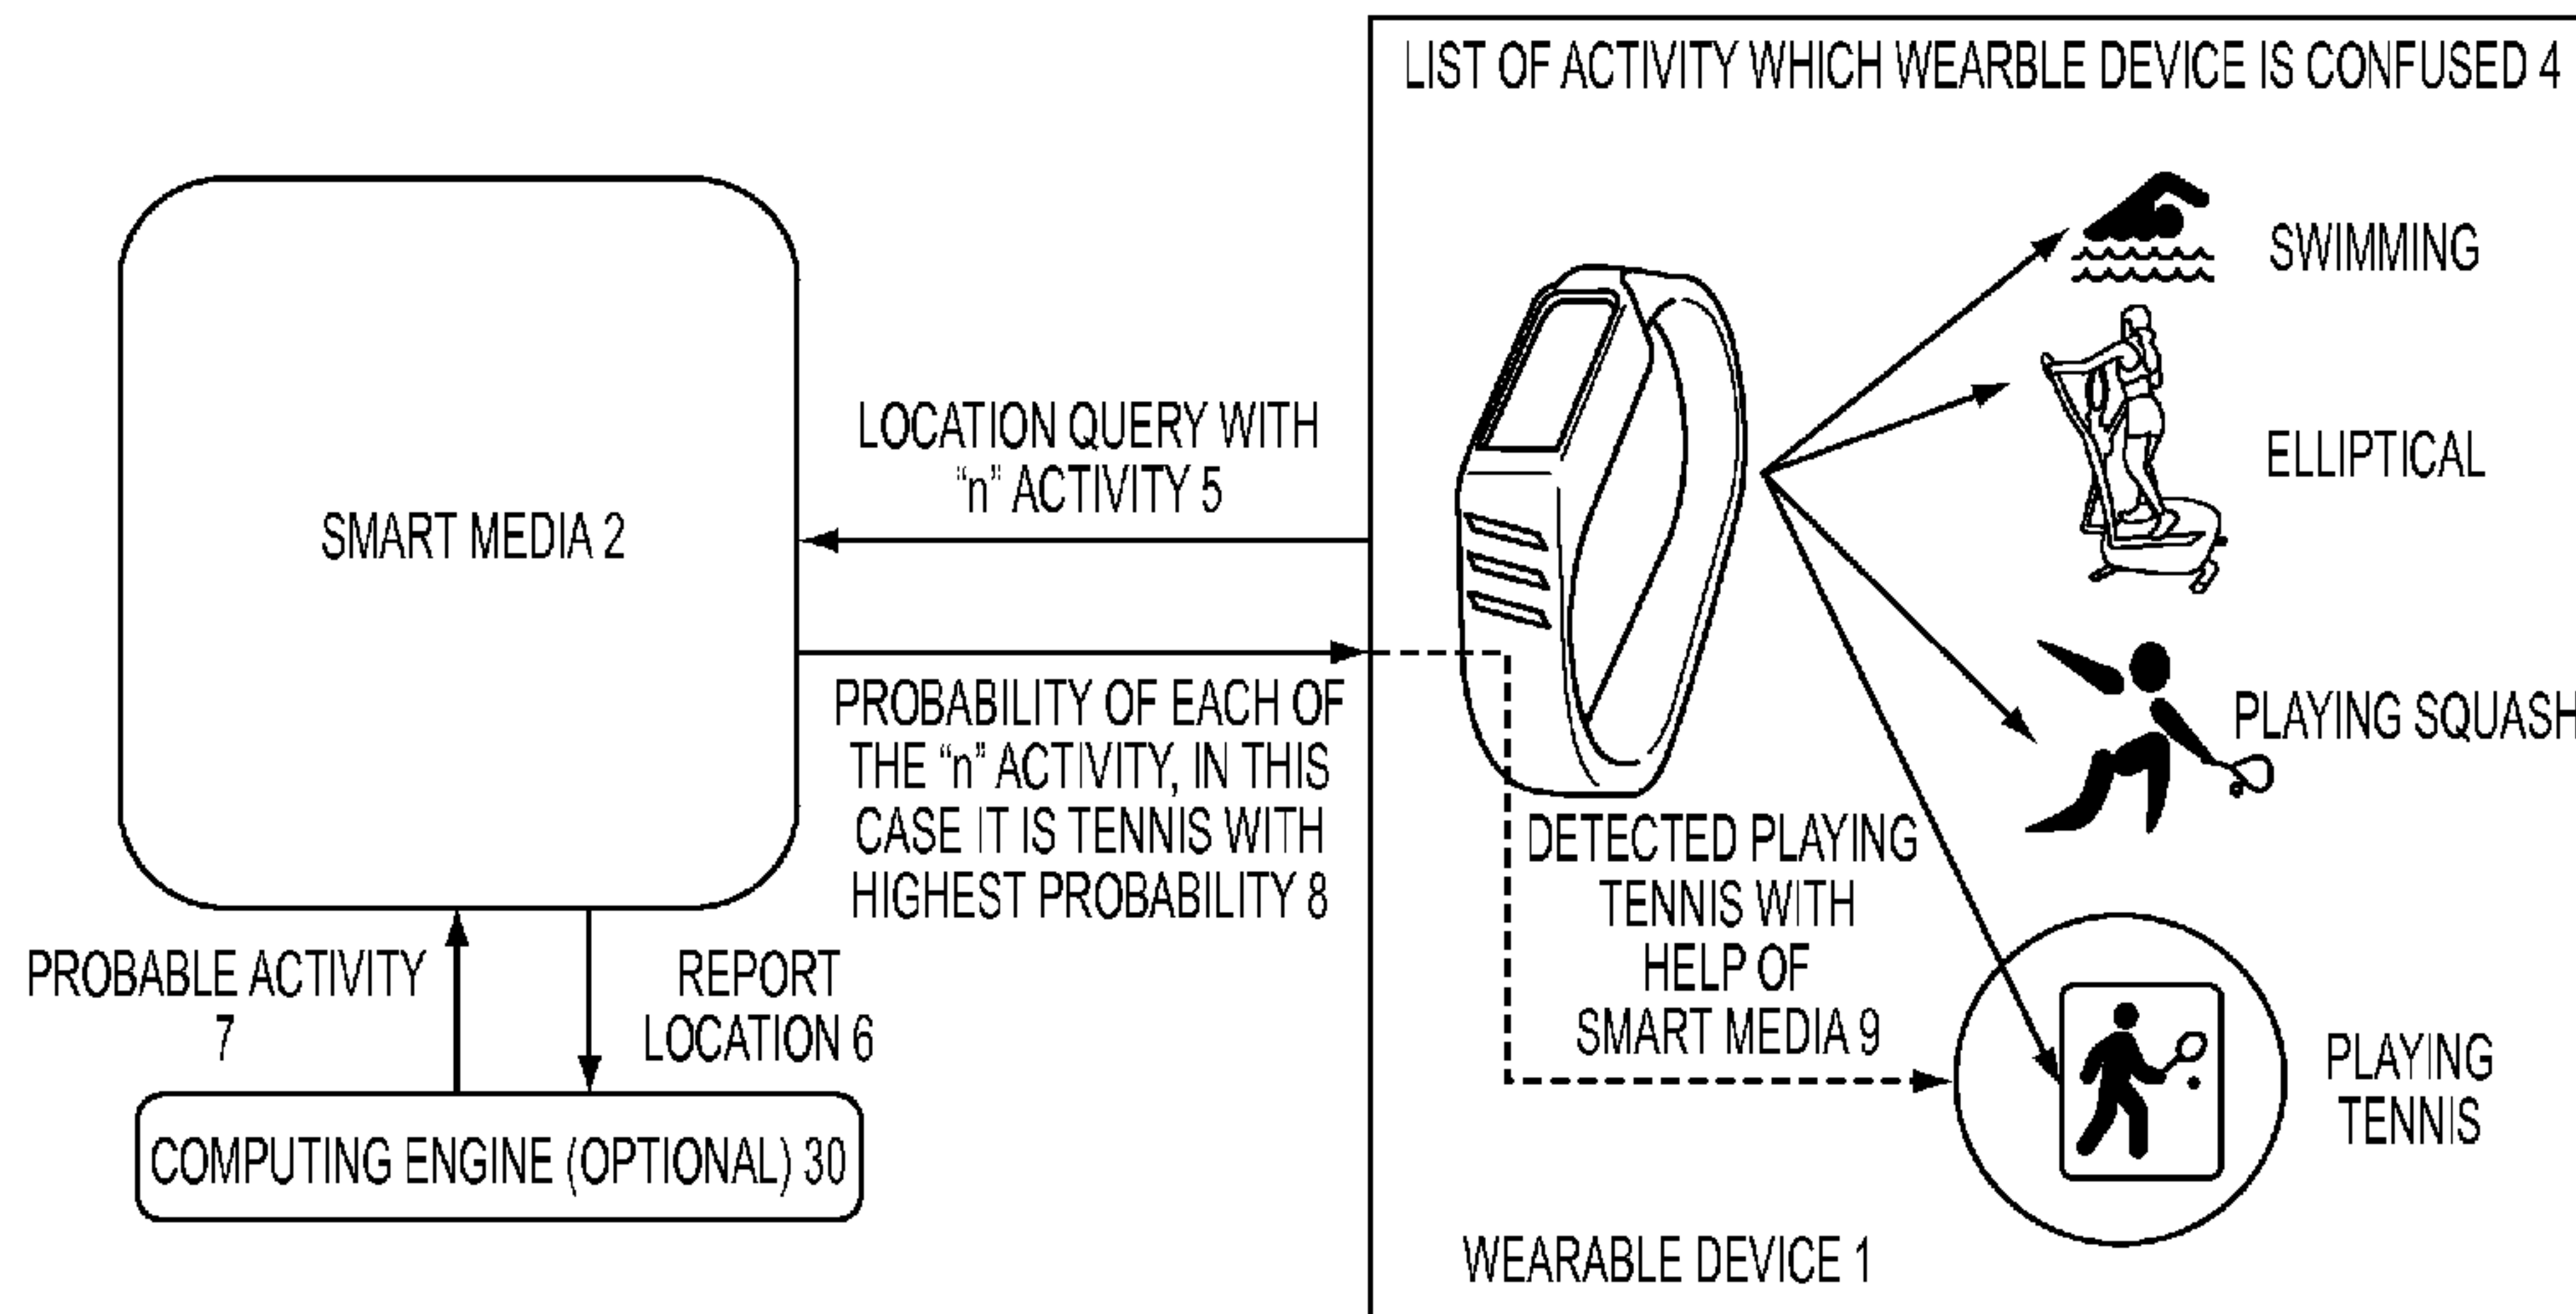 LIST OF ACTIVITY WHICH WEARBLE DEVICE IS CONFUSED 4
SWIMMING
ELLIPTICAL
PLAYING SQUASH
PLAYING
TENNIS
SMART MEDIA 2
LOCATION QUERY WITH
“n” ACTIVITY 5
PROBABILITY OF EACH OF
THE “n” ACTIVITY, IN THIS
CASE IT IS TENNIS WITH
HIGHEST PROBABILITY 8
DETECTED PLAYING
TENNIS WITH
HELP OF
SMART MEDIA 9
PROBABLE ACTIVITY
7
REPORT
LOCATION 6
COMPUTING ENGINE (OPTIONAL) 30
WEARABLE DEVICE 1